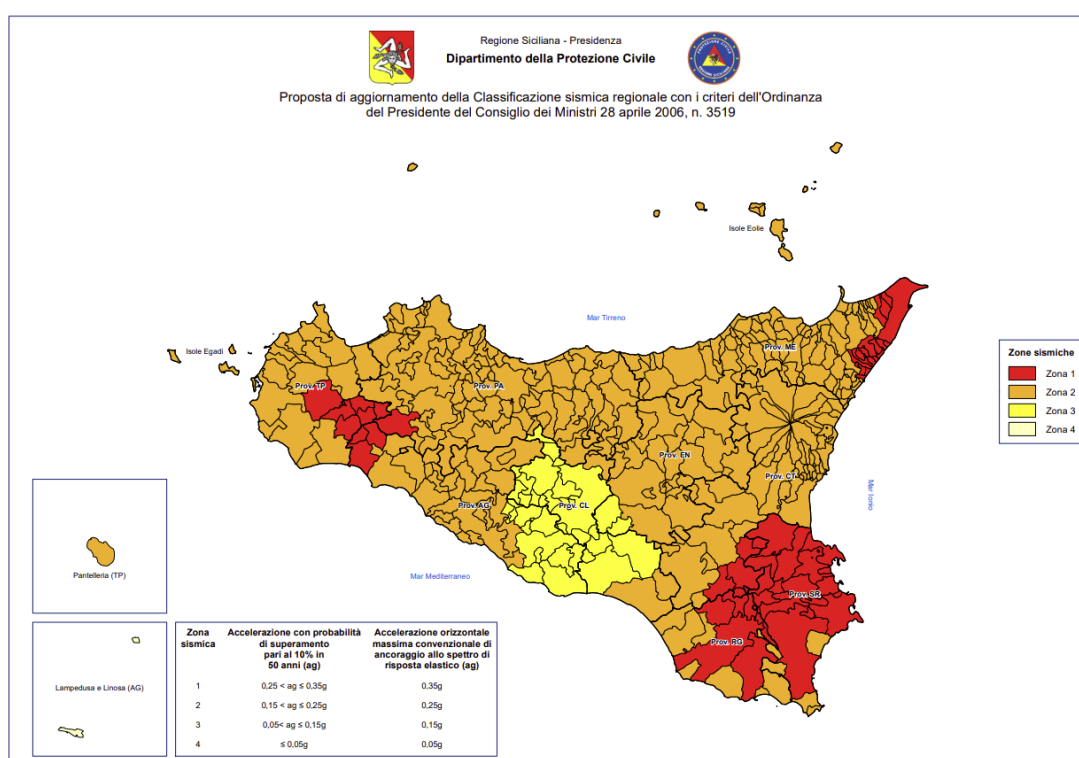 Regione Siciliana - Presidenza
Dipartimento della Protezione Civile
Proposta di aggiornamento della Classificazione sismica regionale con i criteri dell'Ordinanza
del Presidente del Consiglio dei Ministri 28 aprile 2006, n. 3519
Isole Eolie
Mar Tirreno
Isole Egadi
Prov. ME
Prov. TP
Prov. PA
Prov. EN
Prov. CT
Prov. AG
Prov. CL
Mar Ionio
Prov. SR
Prov. RG
Mar Mediterraneo
Zone sismiche
Zona 1
Zona 2
Zona 3
Zona 4
Pantelleria (TP)
Lampedusa e Linosa (AG)
Zona sismica
Accelerazione con probabilità
di superamento
pari al 10% in
50 anni (ag)
Accelerazione orizzontale
massima convenzionale di
ancoraggio allo spettro di
risposta elastico (ag)
1 0,25 < ag ≤ 0,35g 0,35g
2 0,15 < ag ≤ 0,25g 0,25g
3 0,05< ag ≤ 0,15g 0,15g
4 ≤ 0,05g 0,05g